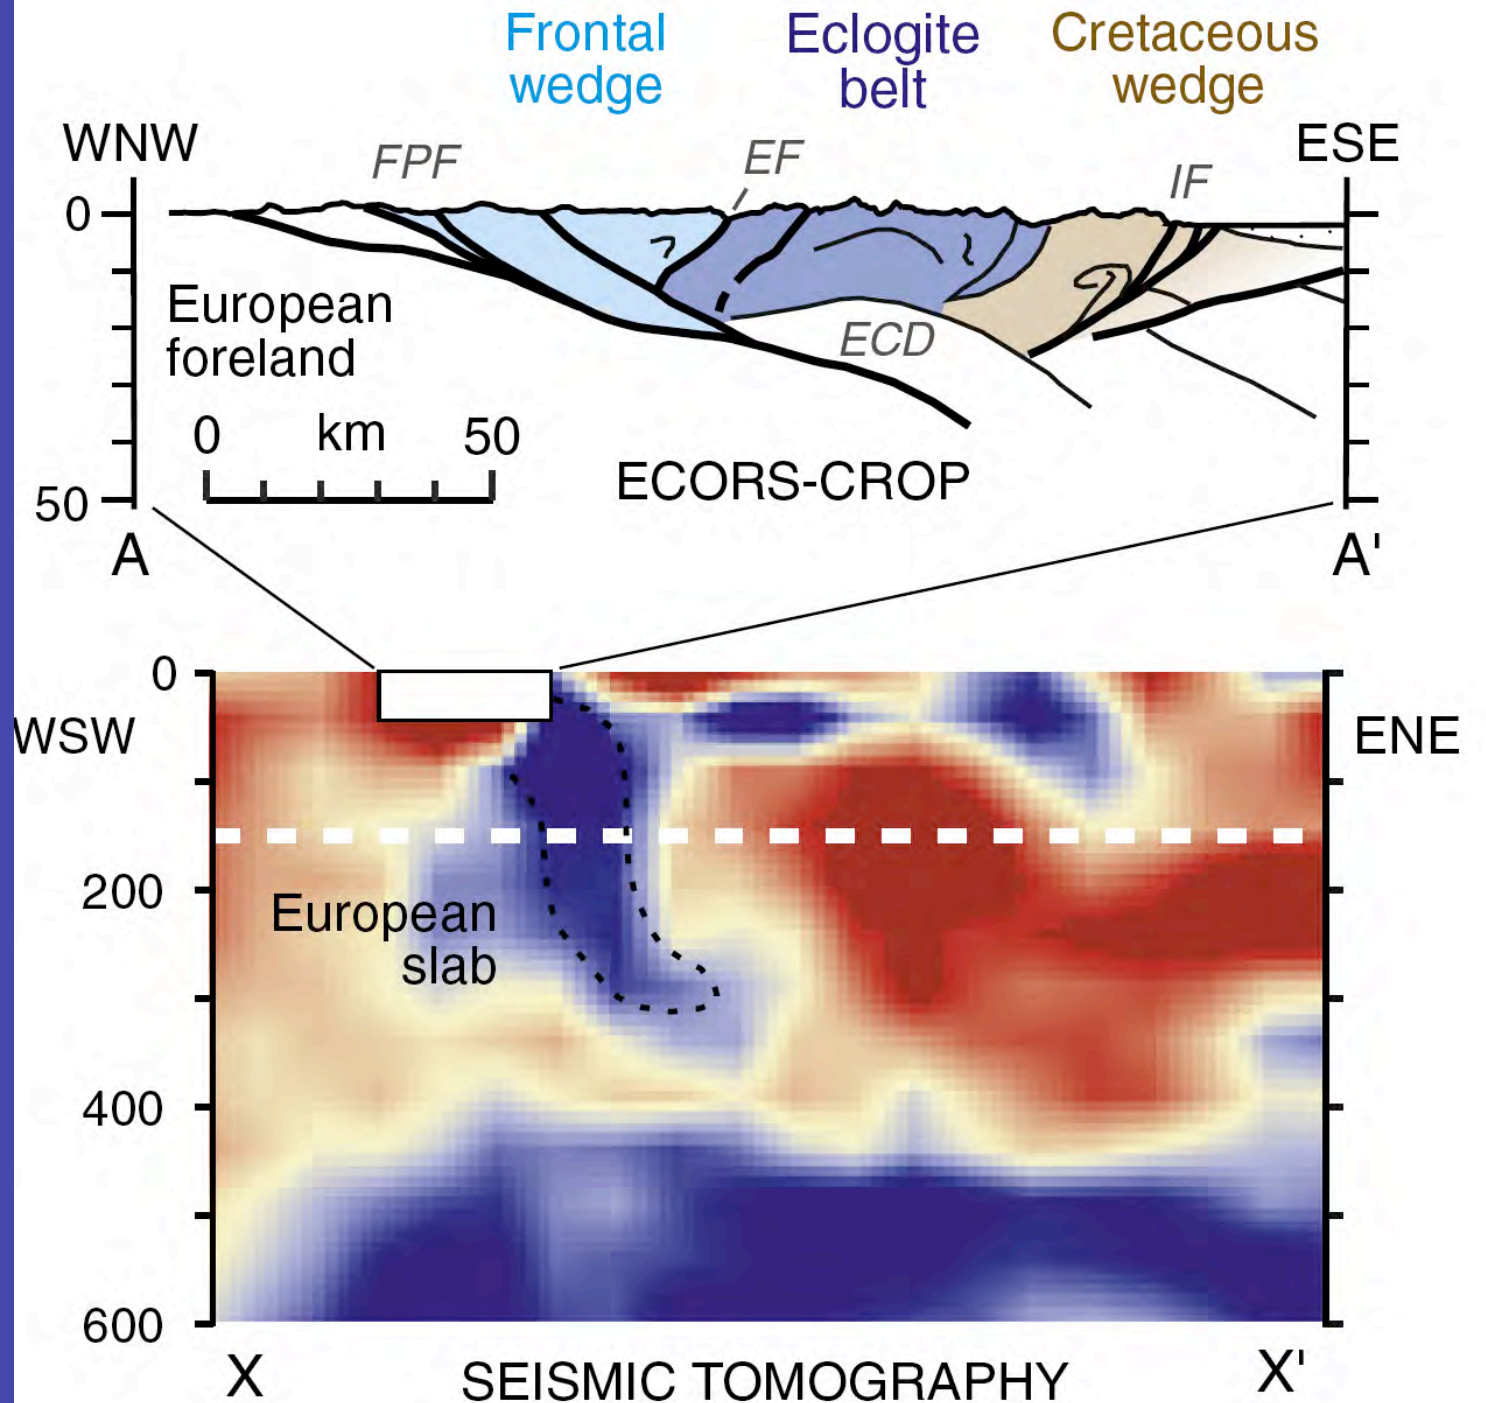 Frontal
wedge
Eclogite
belt
Cretaceous
wedge
WNW
FPF
EF
IF
ESE
0
European
foreland
ECD
0 km 50
ECORS-CROP
50
A
A'
0
WSW
ENE
200
European
slab
400
600
X
SEISMIC TOMOGRAPHY
X'